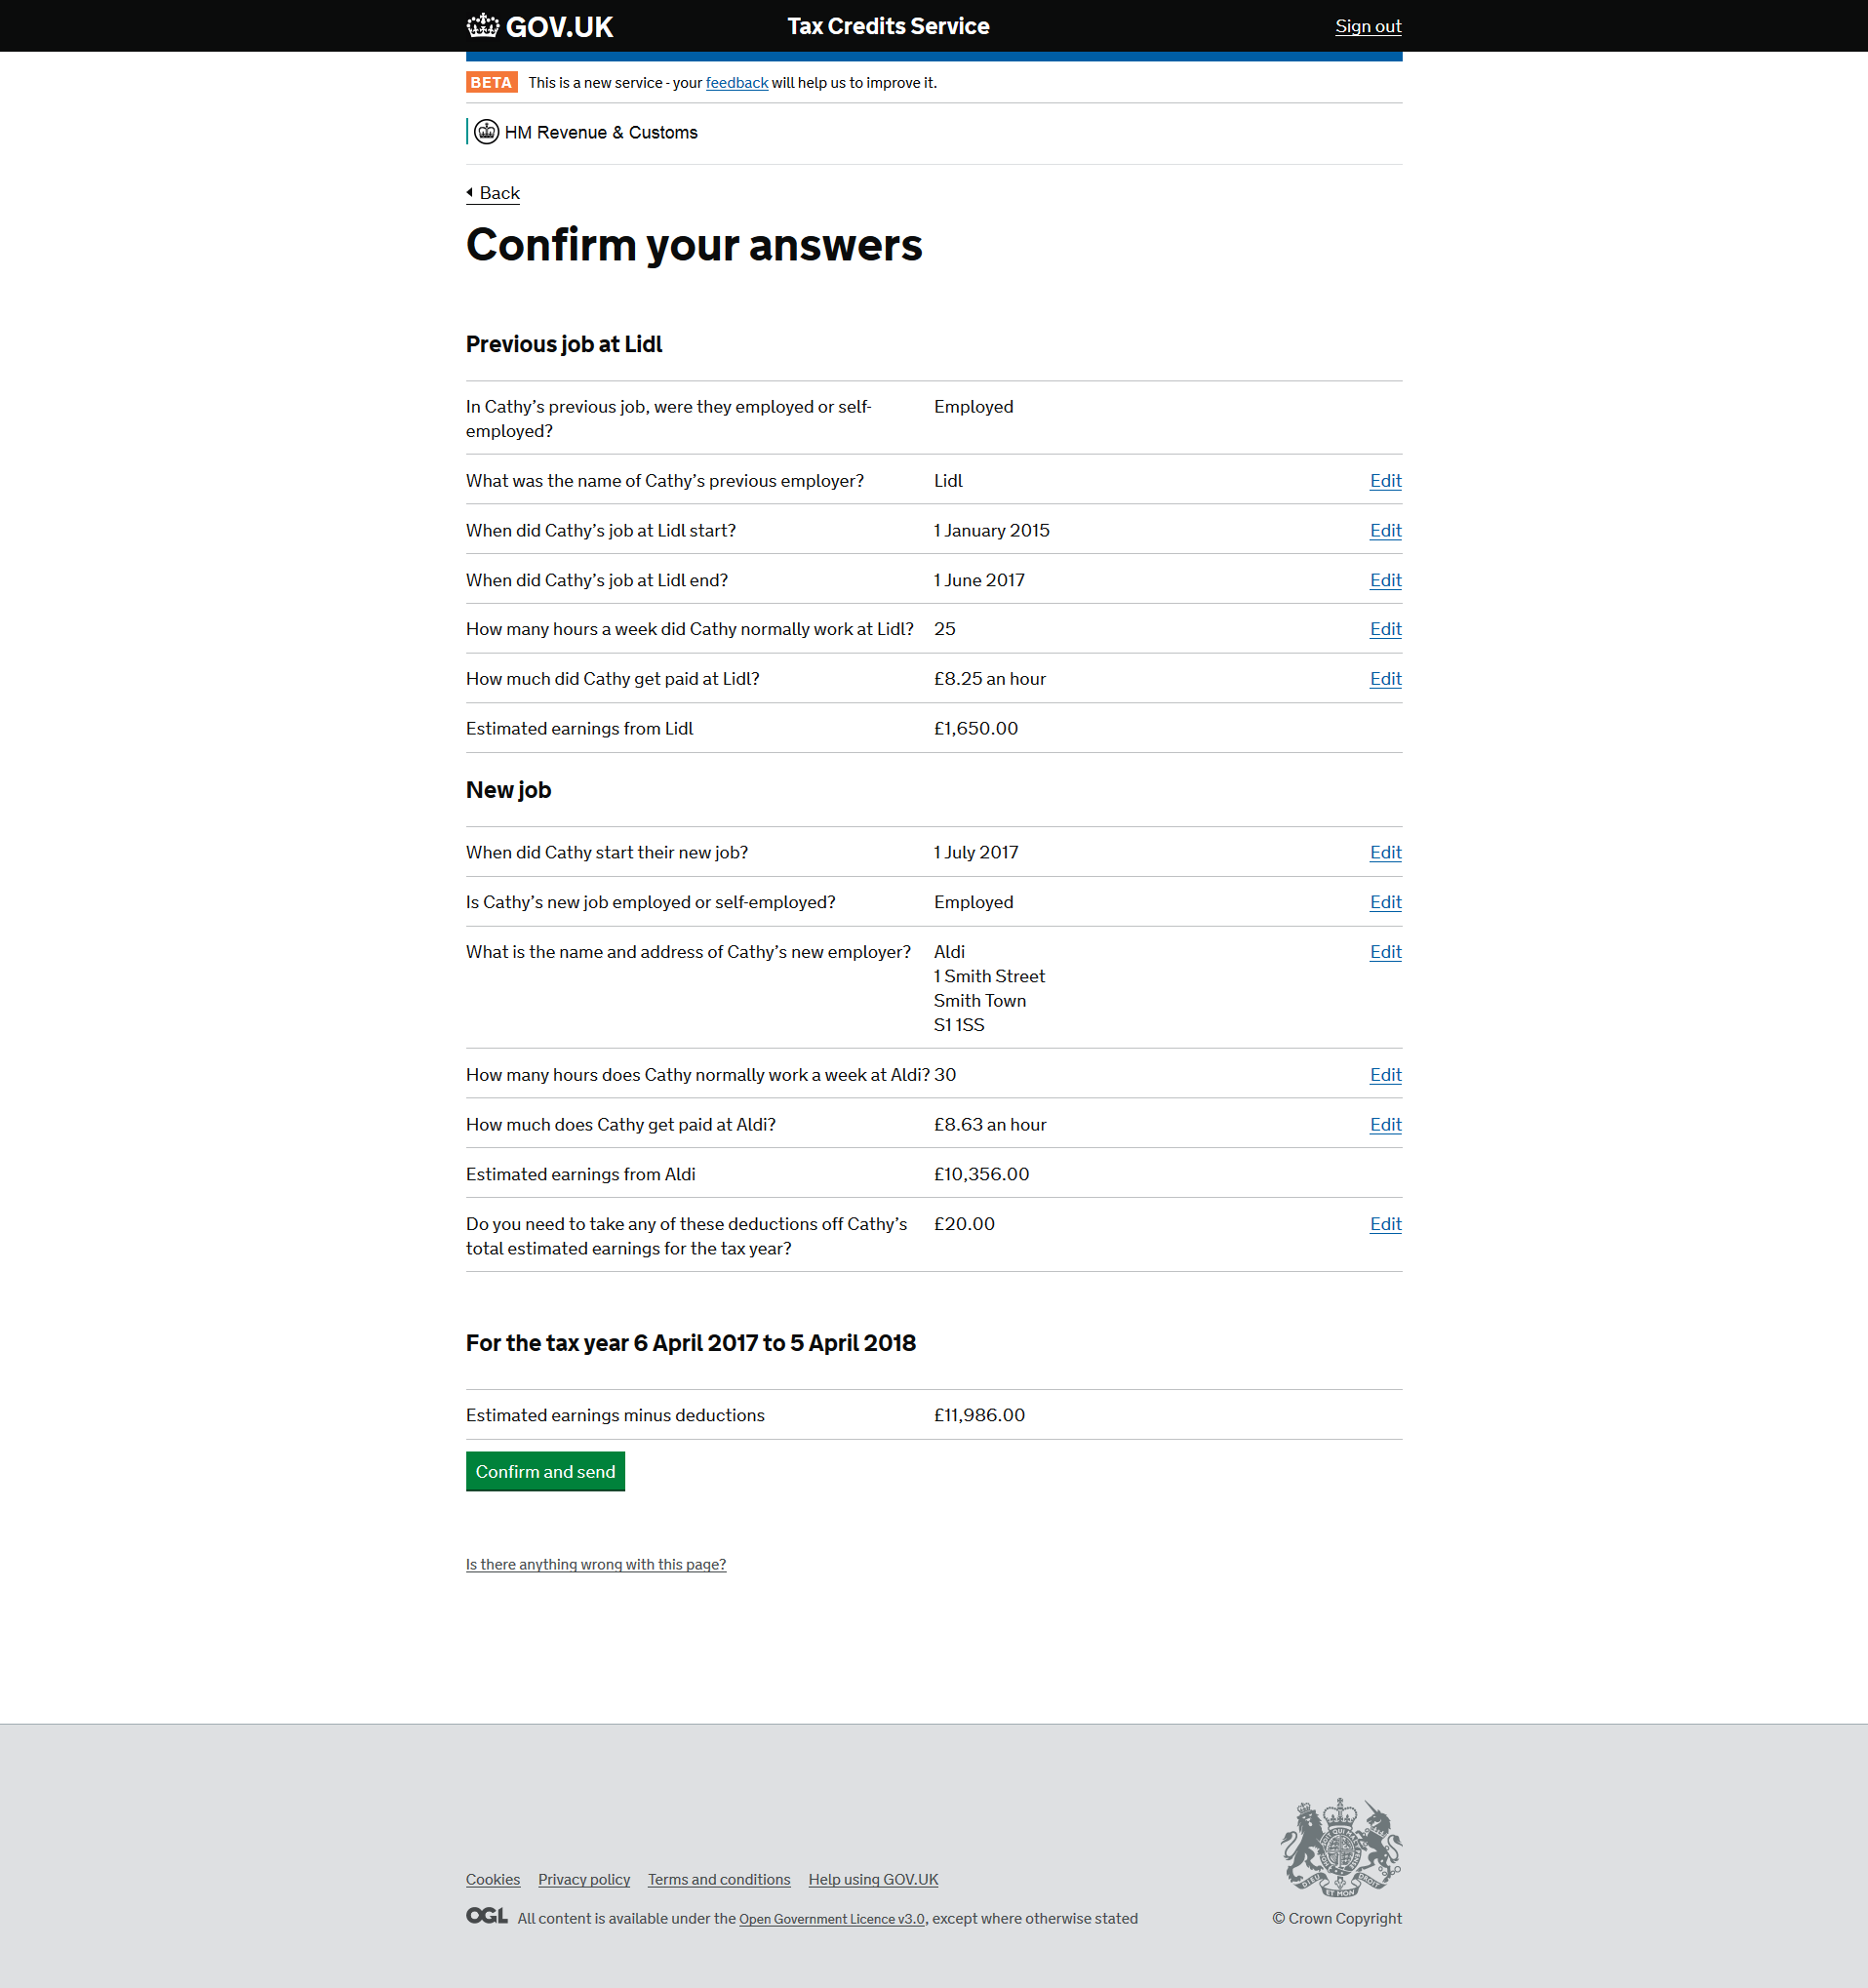 GOV.UK Tax Credits Service Sign out
BETA This is a new service - your feedback will help us to improve it.
HM Revenue & Customs
Back
Confirm your answers
Previous job at Lidl
In Cathy’s previous job, were they employed or self- Employed
employed?
What was the name of Cathy’s previous employer? Lidl Edit
When did Cathy’s job at Lidl start? 1 January 2015 Edit
When did Cathy’s job at Lidl end? 1 June 2017 Edit
How many hours a week did Cathy normally work at Lidl? 25 Edit
How much did Cathy get paid at Lidl? £8.25 an hour Edit
Estimated earnings from Lidl £1,650.00
New job
When did Cathy start their new job? 1 July 2017 Edit
Is Cathy’s new job employed or self-employed? Employed Edit
What is the name and address of Cathy’s new employer? Aldi Edit
1 Smith Street
Smith Town
S1 1SS
How many hours does Cathy normally work a week at Aldi? 30 Edit
How much does Cathy get paid at Aldi? £8.63 an hour Edit
Estimated earnings from Aldi £10,356.00
Do you need to take any of these deductions off Cathy’s £20.00 Edit
total estimated earnings for the tax year?
For the tax year 6 April 2017 to 5 April 2018
Estimated earnings minus deductions £11,986.00
Confirm and send
Is there anything wrong with this page?
Cookies Privacy policy Terms and conditions Help using GOV.UK
OGL All content is available under the Open Government Licence v3.0, except where otherwise stated © Crown Copyright